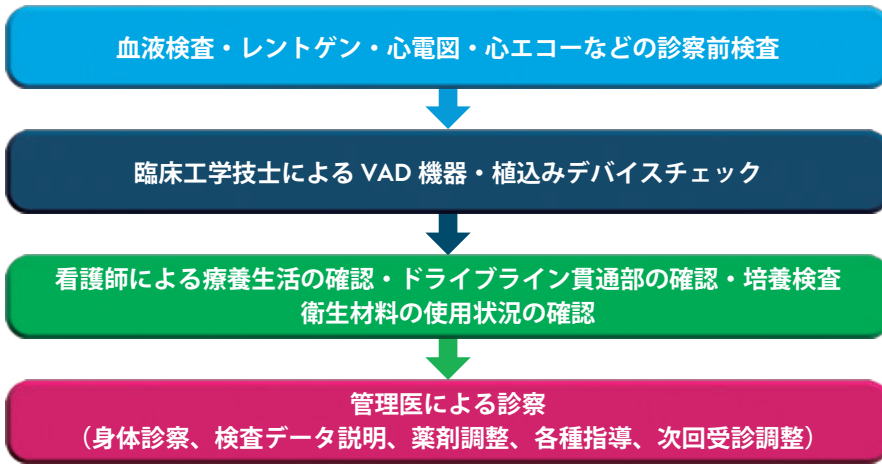 血液検査・レントゲン・心電図・心エコーなどの診察前検査
臨床工学技士による VAD 機器・植込みデバイスチェック
看護師による療養生活の確認・ドライブライン貫通部の確認・培養検査
衛生材料の使用状況の確認
管理医による診察
（身体診察、検査データ説明、薬剤調整、各種指導、次回受診調整）